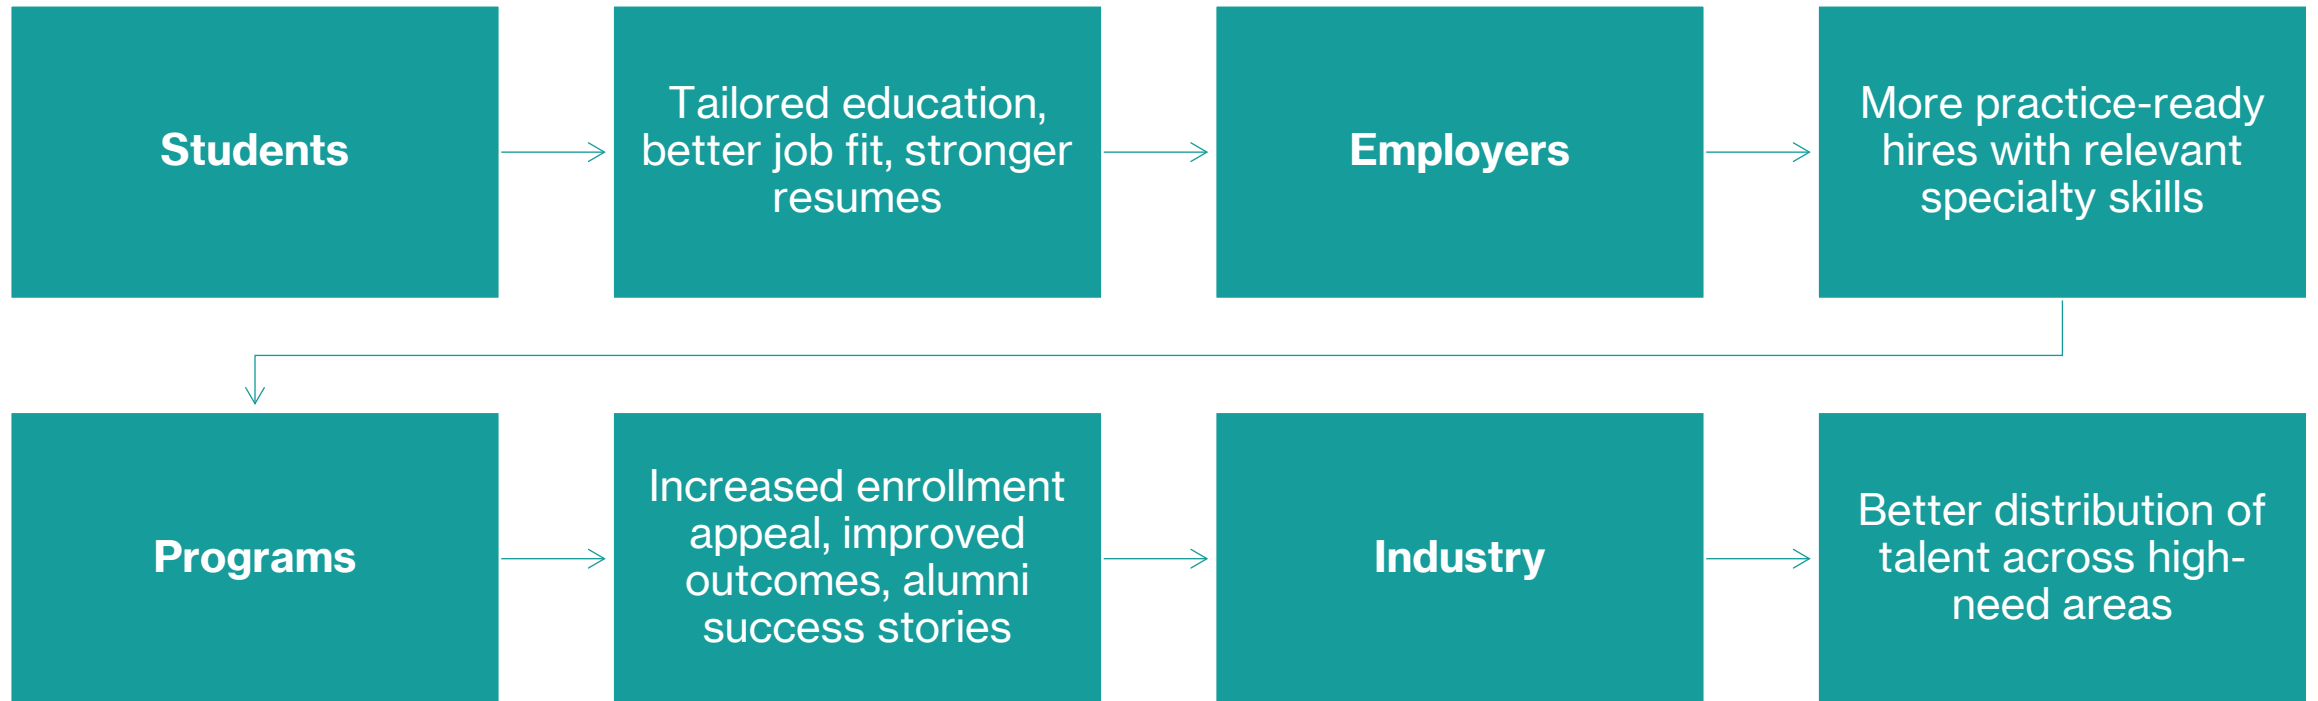 Students
Tailored education,
better job fit, stronger
resumes
Employers
More practice-ready
hires with relevant
specialty skills
Programs
Increased enrollment
appeal, improved
outcomes, alumni
success stories
Industry
Better distribution of
talent across high-
need areas